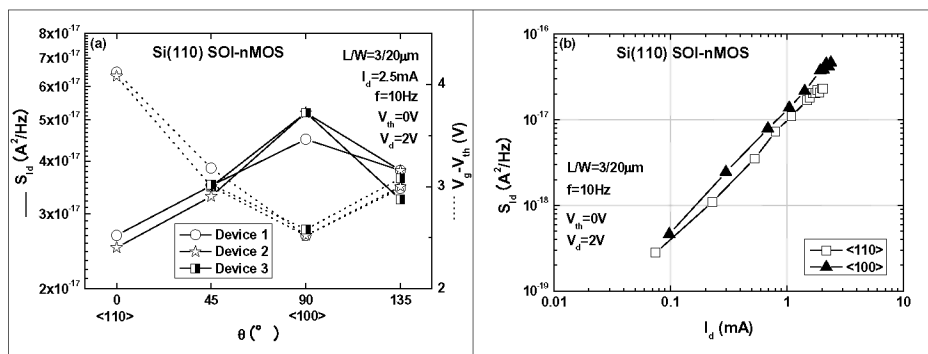 (a)
Si(110) SOI-nMOS
L/W=3/20μm
I_d=2.5mA
f=10Hz
V_th=0V
V_d=2V
8x10^-17
7x10^-17
6x10^-17
5x10^-17
4x10^-17
3x10^-17
2x10^-17
S_Id (A²/Hz)
4
3
2
V_g-V_th (V)
Device 1
Device 2
Device 3
0
45
90
135
<110>
<100>
θ (°)
(b)
Si(110) SOI-nMOS
10^-16
10^-17
10^-18
10^-19
S_Id (A²/Hz)
L/W=3/20μm
f=10Hz
V_th=0V
V_d=2V
<110>
<100>
0.01
0.1
1
10
I_d (mA)